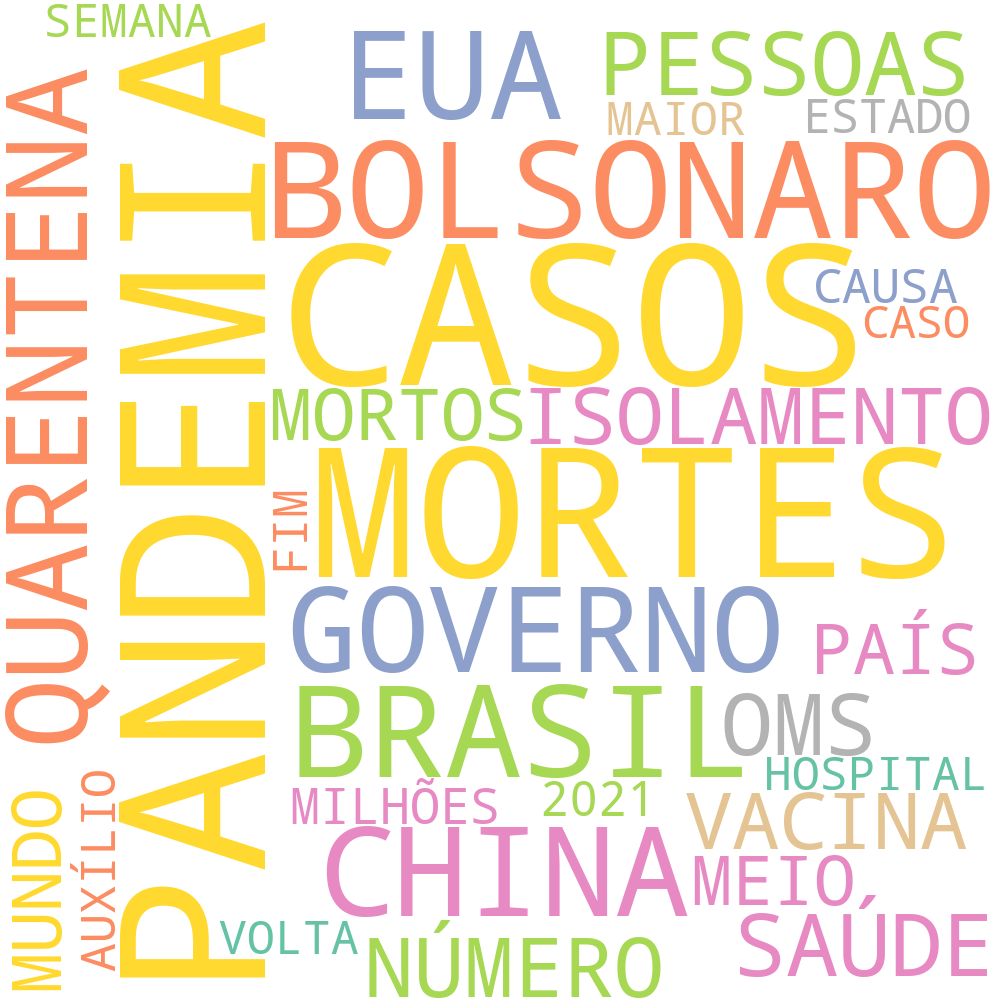 SEMANA
QUARENTENA
PANDEMIA
EUA
PESSOAS
MAIOR
ESTADO
BOLSONARO
CASOS
CAUSA
CASO
MORTOS
ISOLAMENTO
FIM
MORTES
GOVERNO
PAÍS
BRASIL
OMS
HOSPITAL
MUNDO
AUXÍLIO
MILHÕES
2021
VACINA
CHINA
MEIO
VOLTA
NÚMERO
SAÚDE